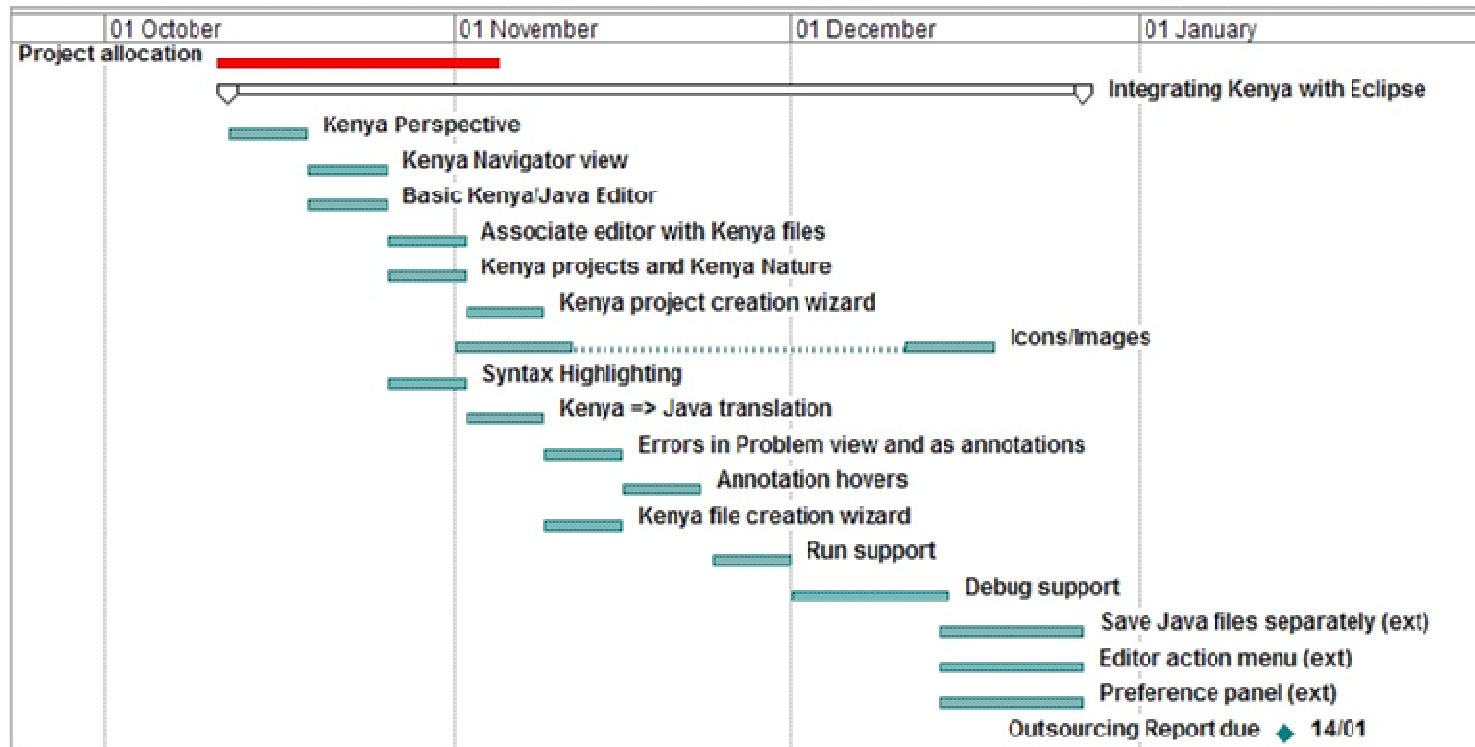 01 October 01 November 01 December 01 January
Project allocation
Integrating Kenya with Eclipse
Kenya Perspective
Kenya Navigator view
Basic Kenya/Java Editor
Associate editor with Kenya files
Kenya projects and Kenya Nature
Kenya project creation wizard
Icons/Images
Syntax Highlighting
Kenya => Java translation
Errors in Problem view and as annotations
Annotation hovers
Kenya file creation wizard
Run support
Debug support
Save Java files separately (ext)
Editor action menu (ext)
Preference panel (ext)
Outsourcing Report due 14/01